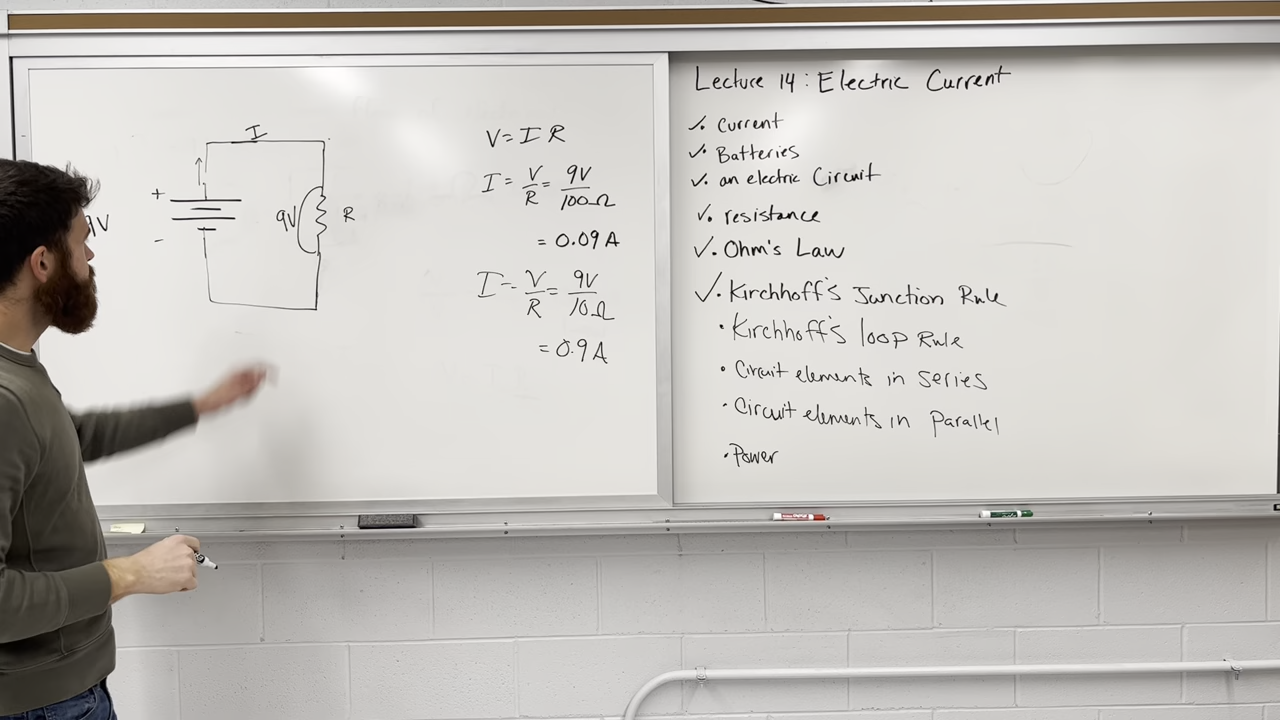 I
+
9V
-
9V
R
V = I R
I = V/R = 9V/100Ω
= 0.09 A
I = V/R = 9V/10Ω
= 0.9 A
Lecture 14: Electric Current
✓. Current
✓. Batteries
✓. an electric Circuit
✓. resistance
✓. Ohm's Law
✓. Kirchhoff's Junction Rule
• Kirchhoff's loop Rule
• Circuit elements in series
• Circuit elements in Parallel
• Power